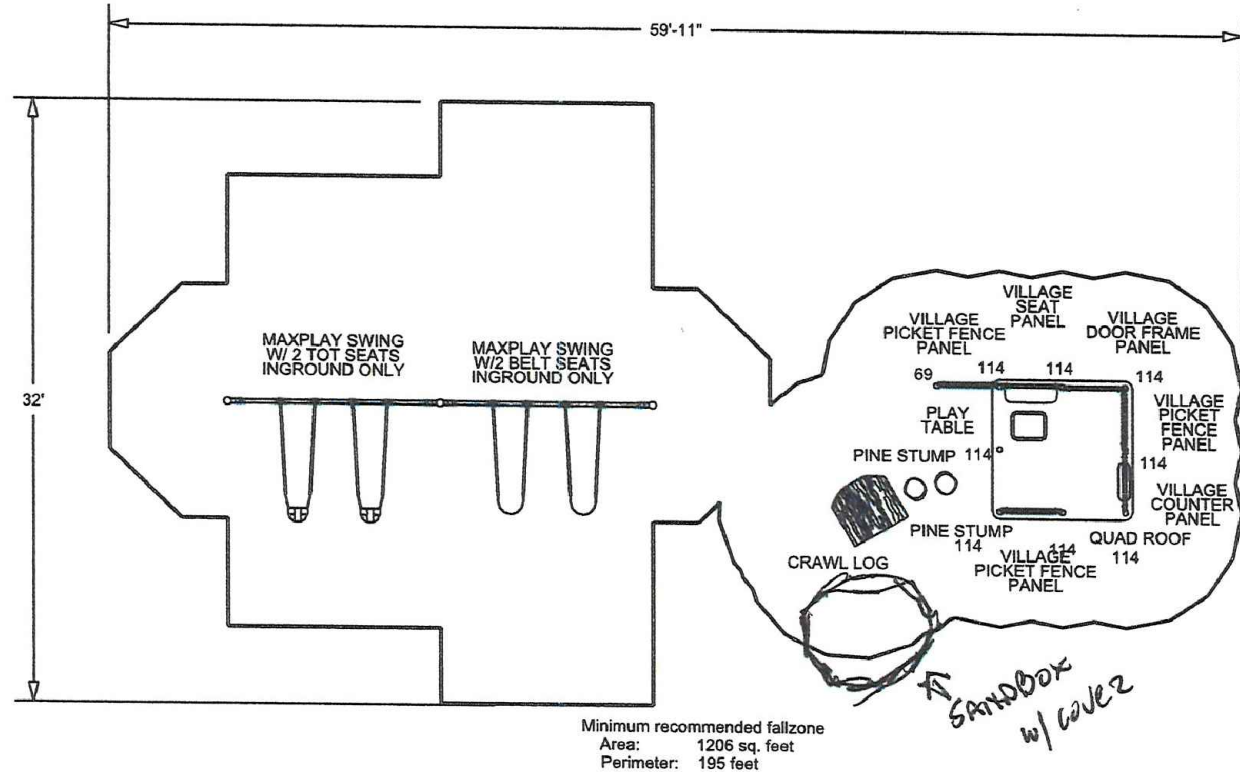 59'-11"
32'
MAXPLAY SWING
W/ 2 TOT SEATS
INGROUND ONLY
MAXPLAY SWING
W/2 BELT SEATS
INGROUND ONLY
VILLAGE
SEAT
PANEL
VILLAGE
PICKET FENCE
PANEL
VILLAGE
DOOR FRAME
PANEL
69
114
114
114
PLAY
TABLE
VILLAGE
PICKET
FENCE
PANEL
PINE STUMP
114
114
VILLAGE
COUNTER
PANEL
PINE STUMP
114
QUAD ROOF
114
114
VILLAGE
PICKET FENCE
PANEL
CRAWL LOG
SANDBOX
w/ COVER
Minimum recommended fallzone
Area: 1206 sq. feet
Perimeter: 195 feet